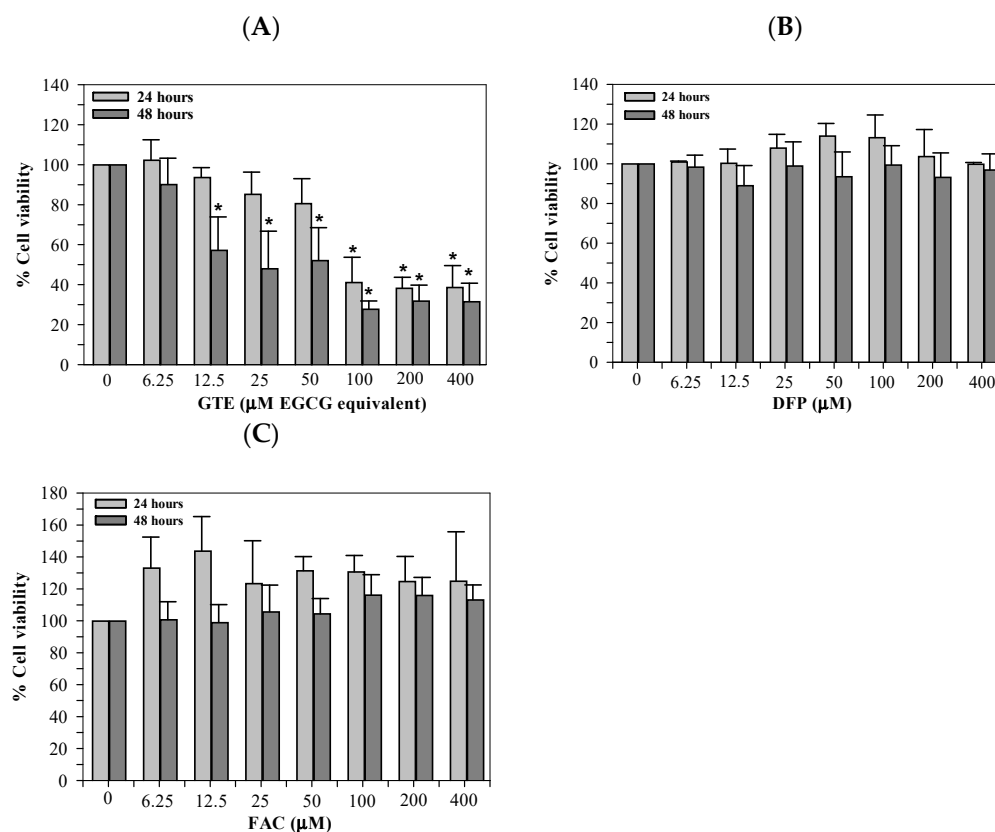 (A)
140
120
100
80
60
40
20
0
% Cell viability
24 hours
48 hours
*
*
*
*
*
*
*
*
*
0 6.25 12.5 25 50 100 200 400
GTE (µM EGCG equivalent)
(B)
140
120
100
80
60
40
20
0
% Cell viability
24 hours
48 hours
0 6.25 12.5 25 50 100 200 400
DFP (µM)
(C)
180
160
140
120
100
80
60
40
20
0
% Cell viability
24 hours
48 hours
0 6.25 12.5 25 50 100 200 400
FAC (µM)